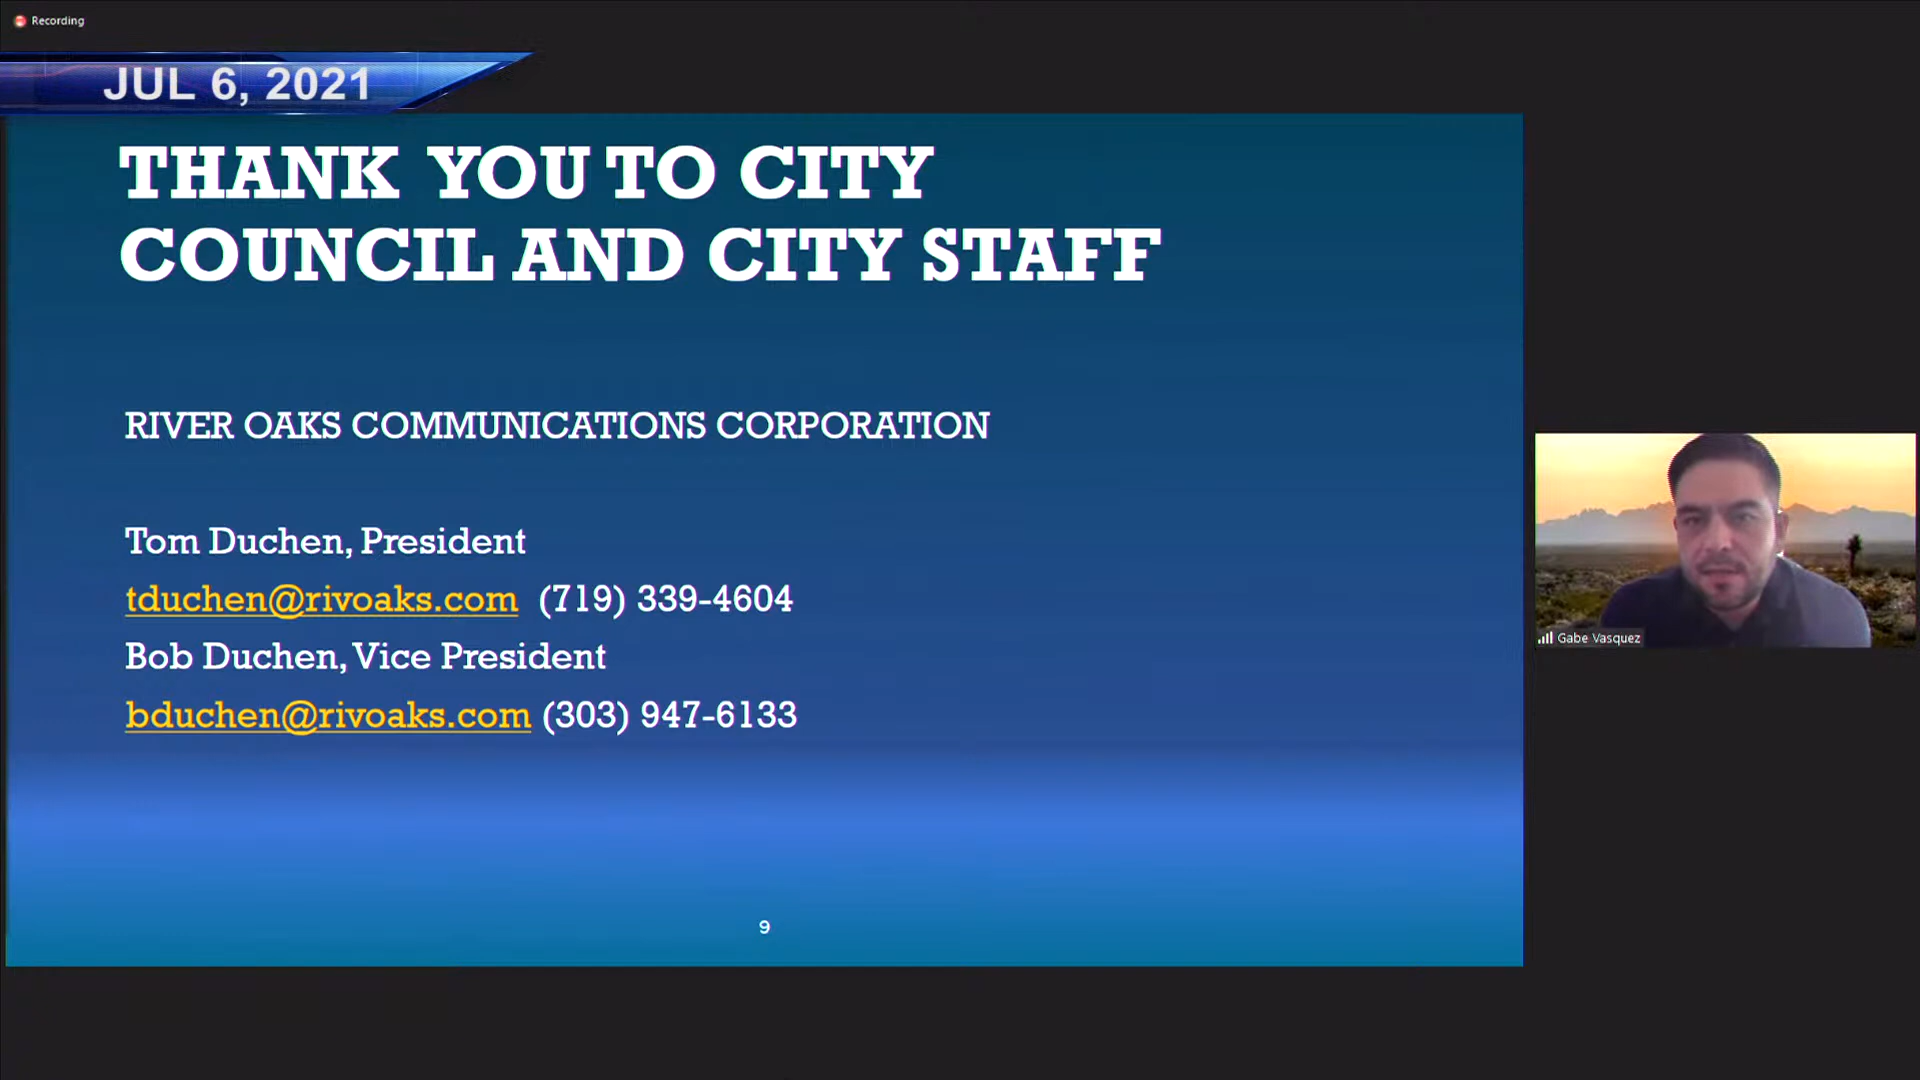 Recording
JUL 6, 2021
THANK YOU TO CITY
COUNCIL AND CITY STAFF
RIVER OAKS COMMUNICATIONS CORPORATION
Tom Duchen, President
tduchen@rivoaks.com (719) 339-4604
Bob Duchen, Vice President
bduchen@rivoaks.com (303) 947-6133
9
Gabe Vasquez